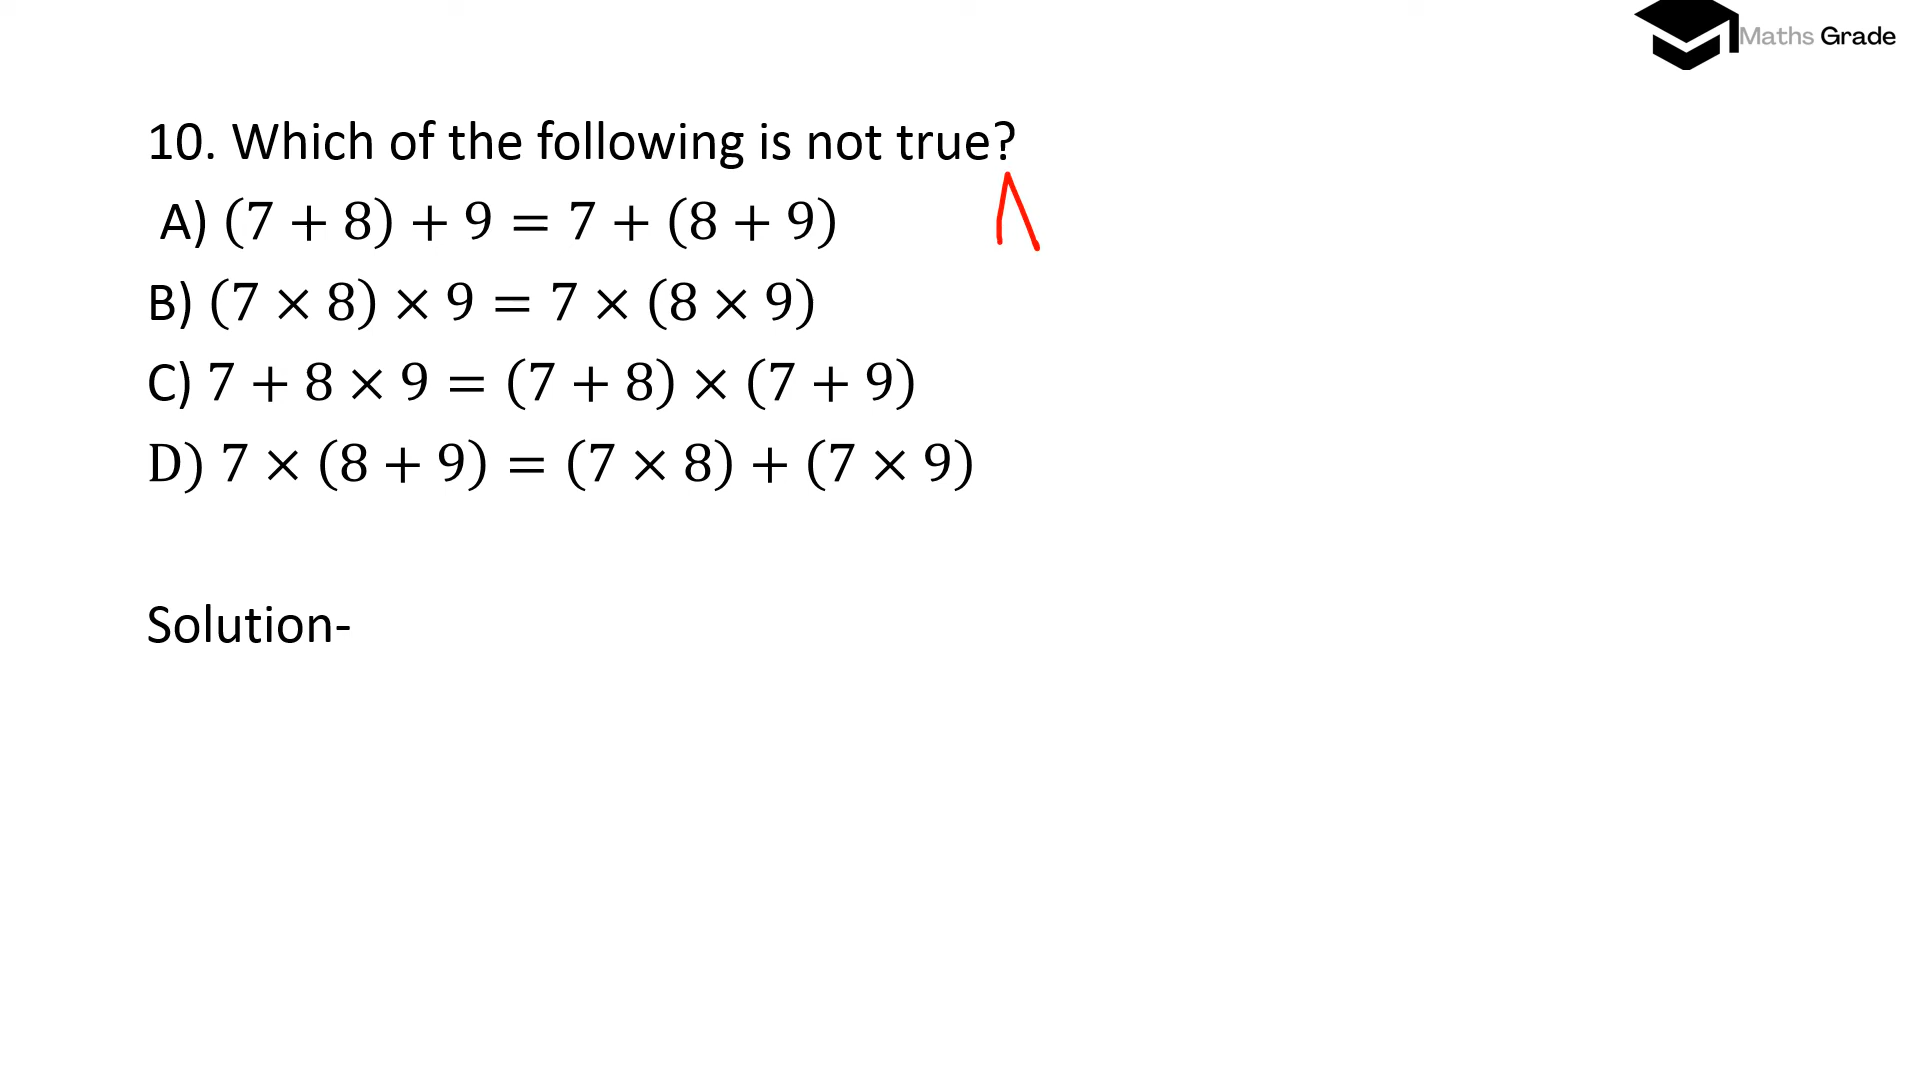 Maths Grade
10. Which of the following is not true?
A) (7 + 8) + 9 = 7 + (8 + 9)
B) (7 × 8) × 9 = 7 × (8 × 9)
C) 7 + 8 × 9 = (7 + 8) × (7 + 9)
D) 7 × (8 + 9) = (7 × 8) + (7 × 9)
Solution-